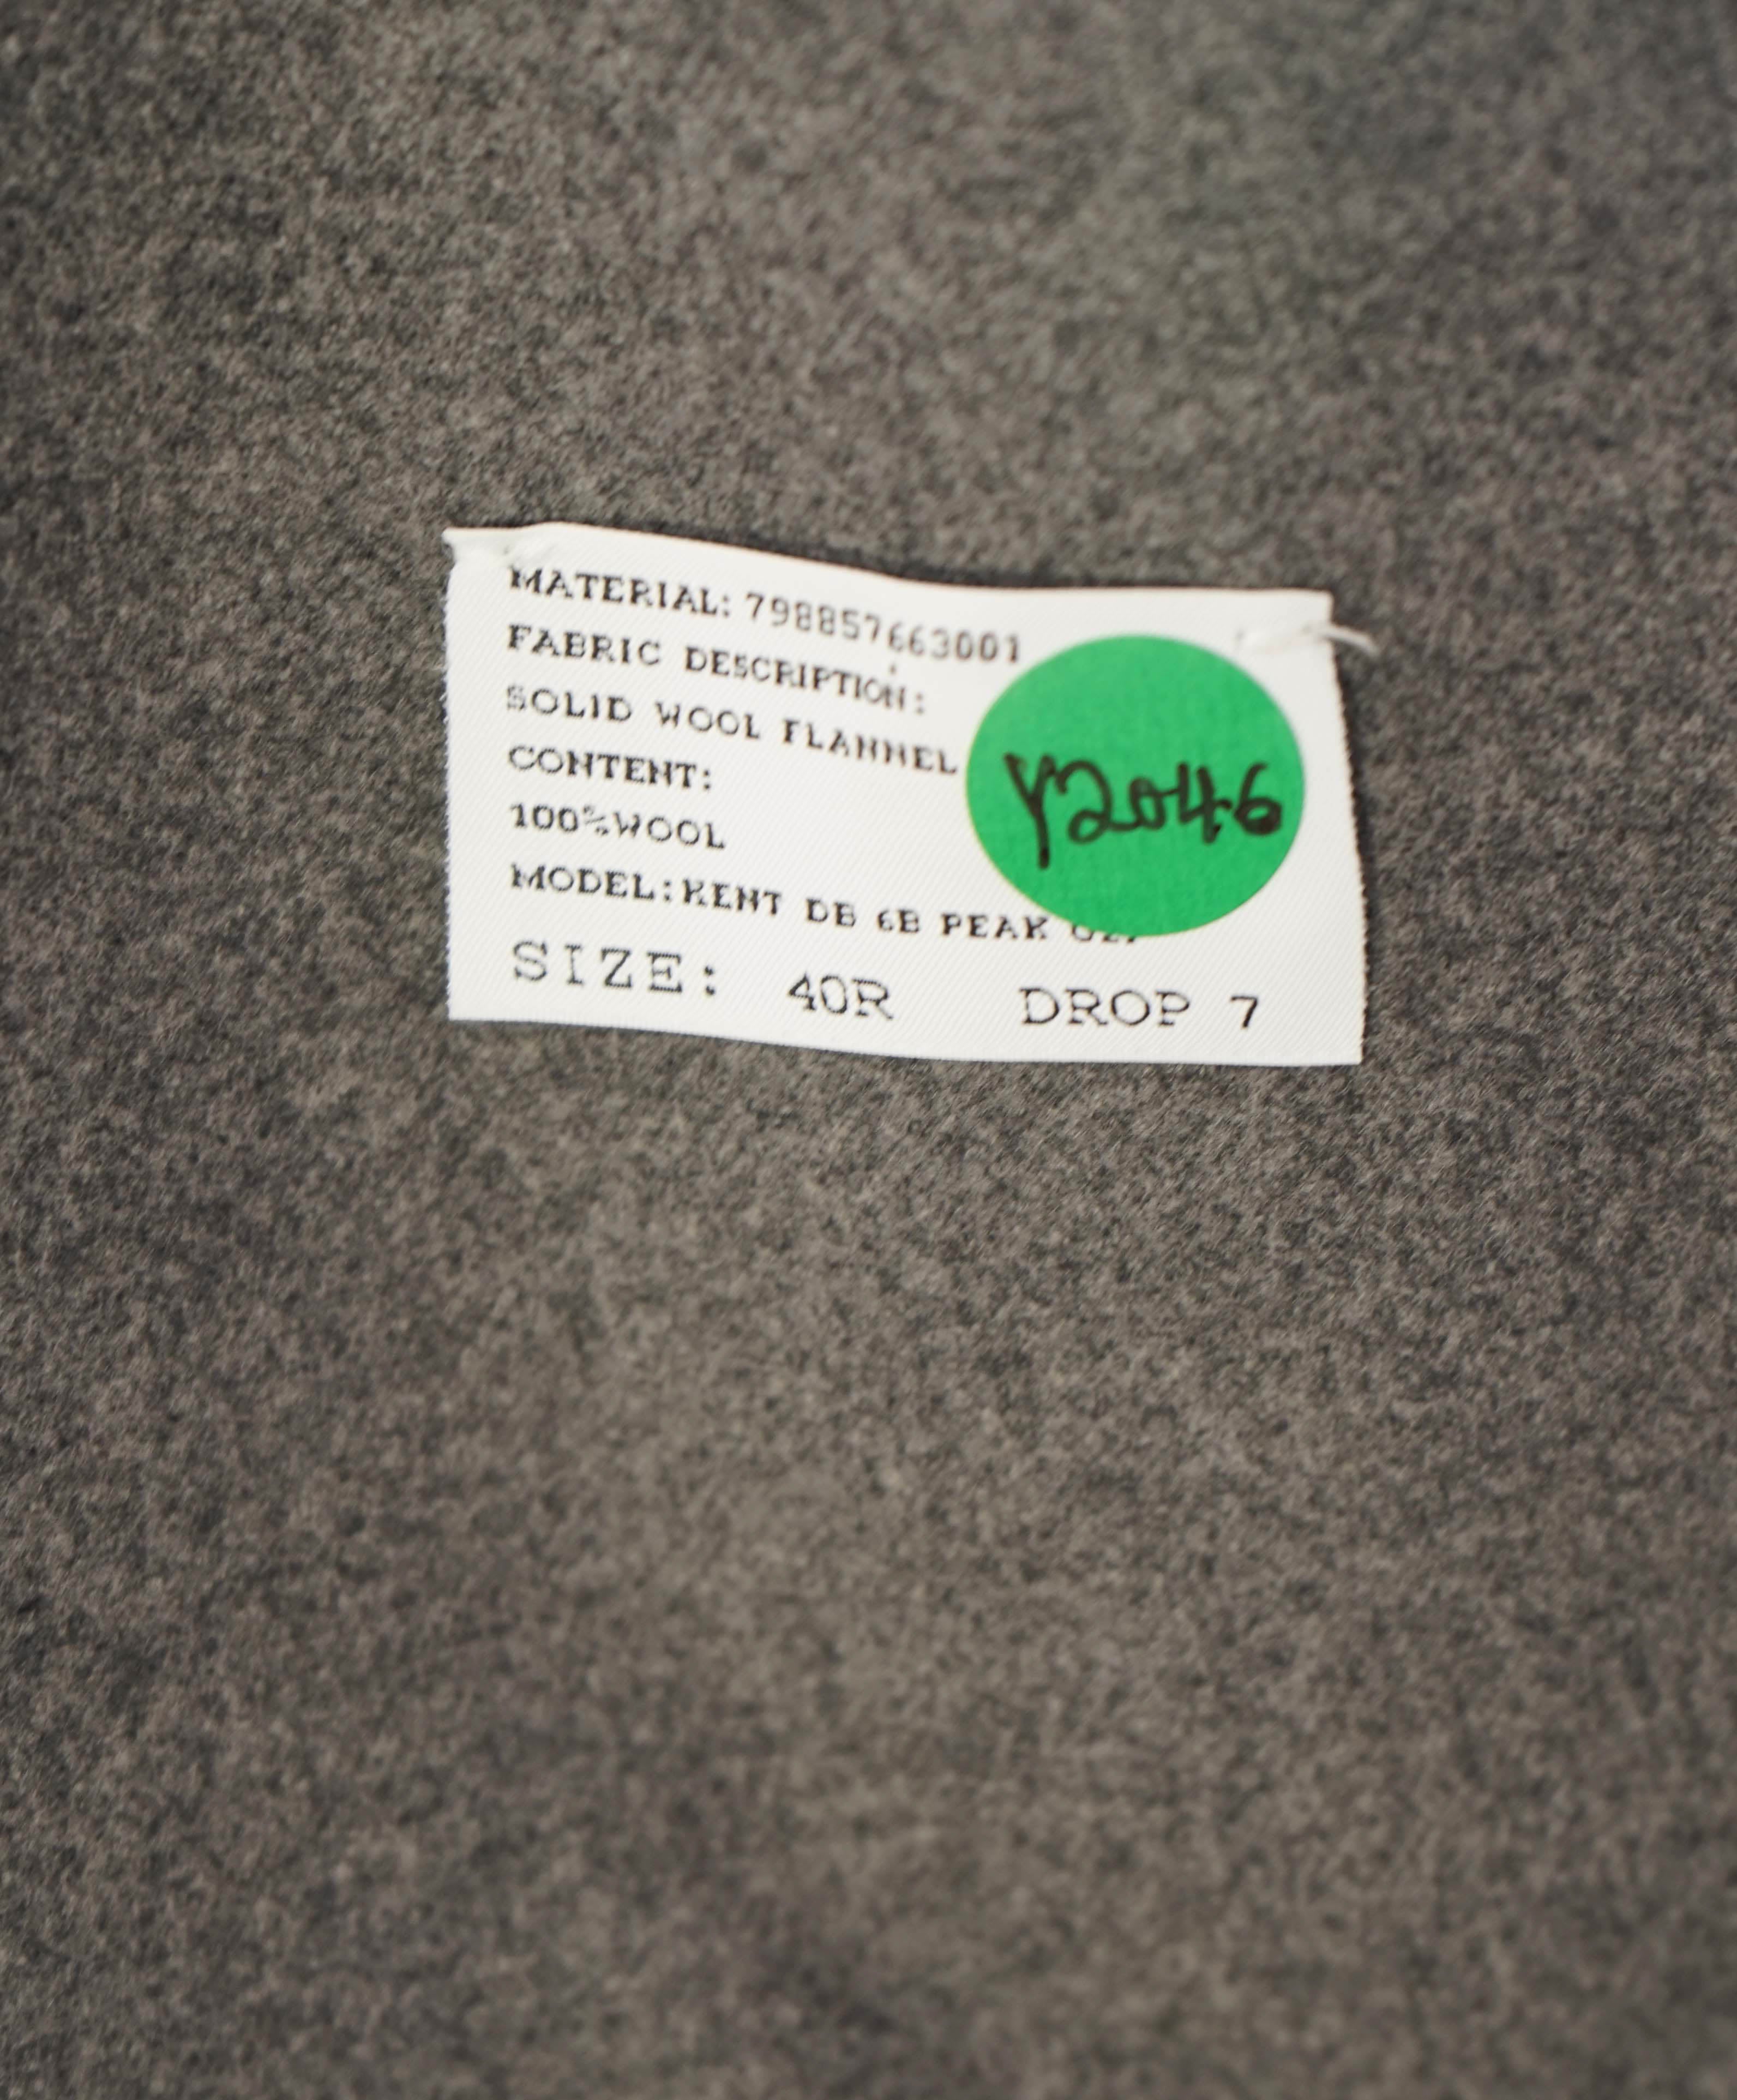 MATERIAL: 798857663001
FABRIC DESCRIPTION:
SOLID WOOL FLANNEL
CONTENT:
100%WOOL
MODEL:KENT DB 6B PEAK
SIZE: 40R DROP 7
Y2046